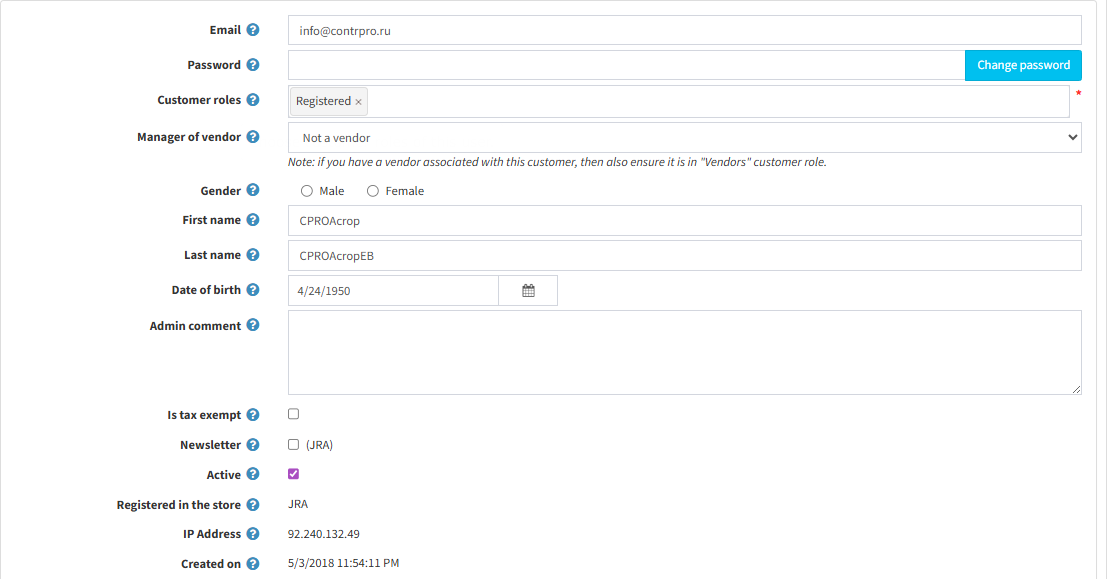 Email info@contrpro.ru
Password Change password
Customer roles Registered × *
Manager of vendor Not a vendor
Note: if you have a vendor associated with this customer, then also ensure it is in "Vendors" customer role.
Gender Male Female
First name CPROAcrop
Last name CPROAcropEB
Date of birth 4/24/1950
Admin comment
Is tax exempt
Newsletter (JRA)
Active
Registered in the store JRA
IP Address 92.240.132.49
Created on 5/3/2018 11:54:11 PM